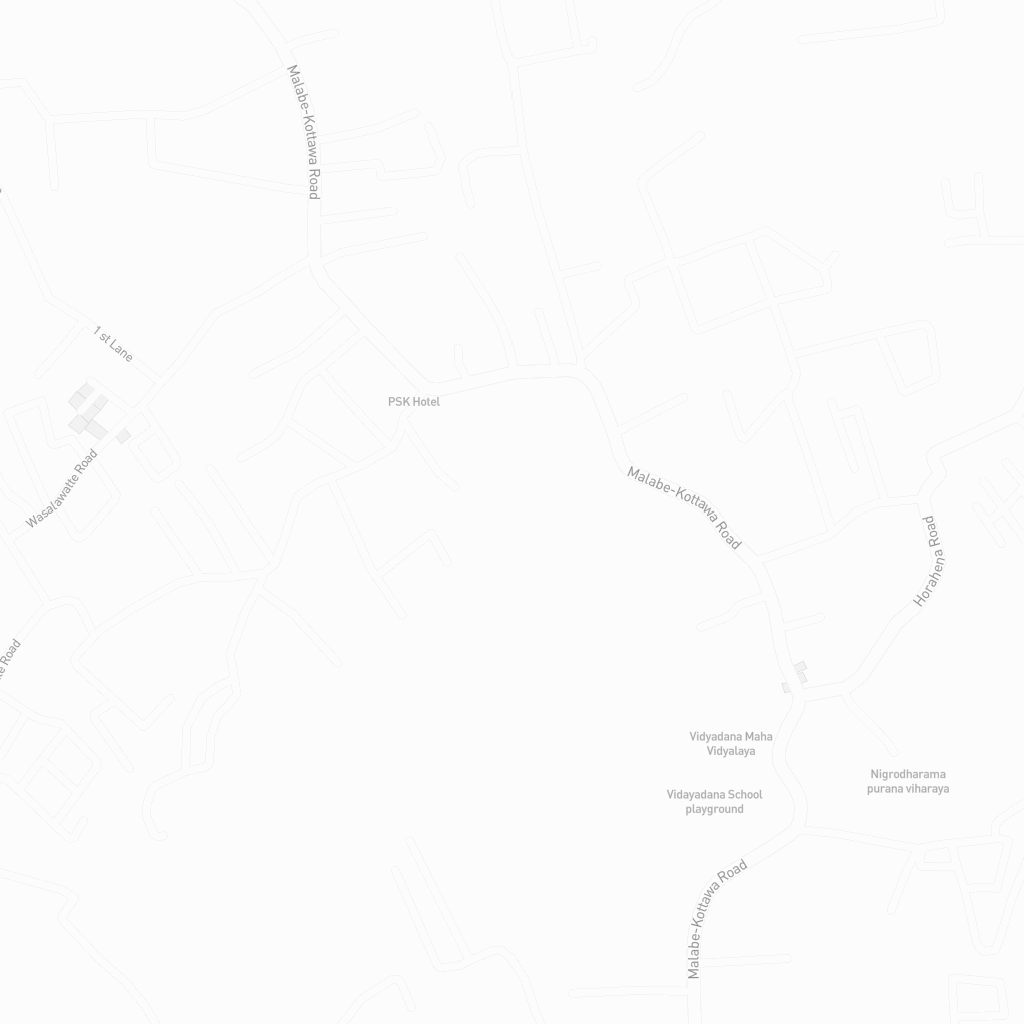 Malabe-Kottawa Road
1 st Lane
PSK Hotel
Wasalawatte Road
Malabe-Kottawa Road
Horahena Road
Road
Vidyadana Maha
Vidyalaya
Nigrodharama
purana viharaya
Vidayadana School
playground
Malabe-Kottawa Road